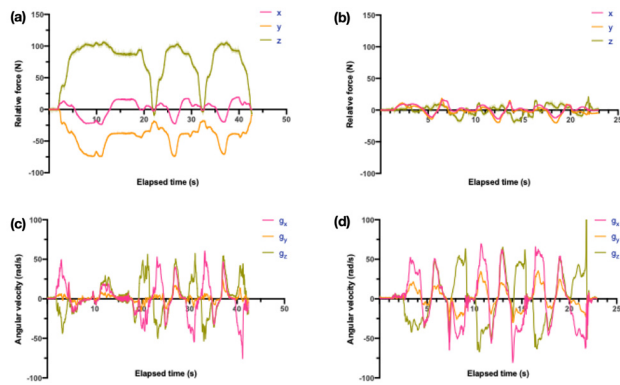 (a)
x
y
z
Relative force (N)
150
100
50
0
-50
-100
10
20
30
40
50
Elapsed time (s)
(b)
x
y
z
Relative force (N)
150
100
50
0
-50
-100
5
10
15
20
25
Elapsed time (s)
(c)
gx
gy
gz
Angular velocity (rad/s)
100
50
0
-50
-100
10
20
30
40
50
Elapsed time (s)
(d)
gx
gy
gz
Angular velocity (rad/s)
100
50
0
-50
-100
5
10
15
20
25
Elapsed time (s)